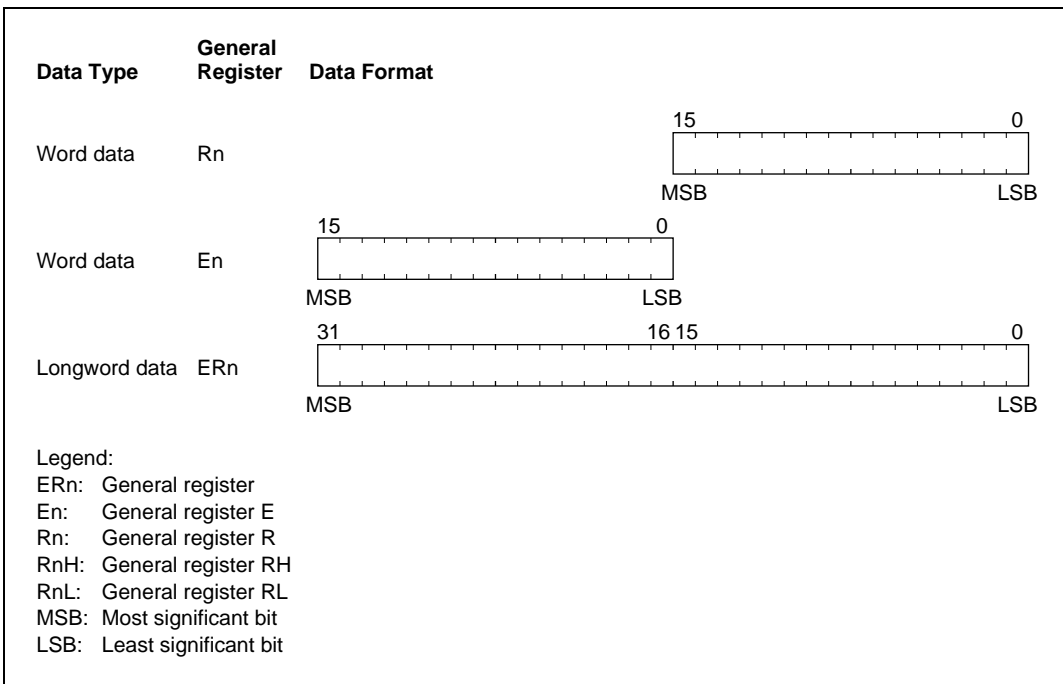 General
Data Type Register Data Format
15 0
Word data Rn
MSB LSB
15 0
Word data En
MSB LSB
31 16 15 0
Longword data ERn
MSB LSB
Legend:
ERn: General register
En: General register E
Rn: General register R
RnH: General register RH
RnL: General register RL
MSB: Most significant bit
LSB: Least significant bit